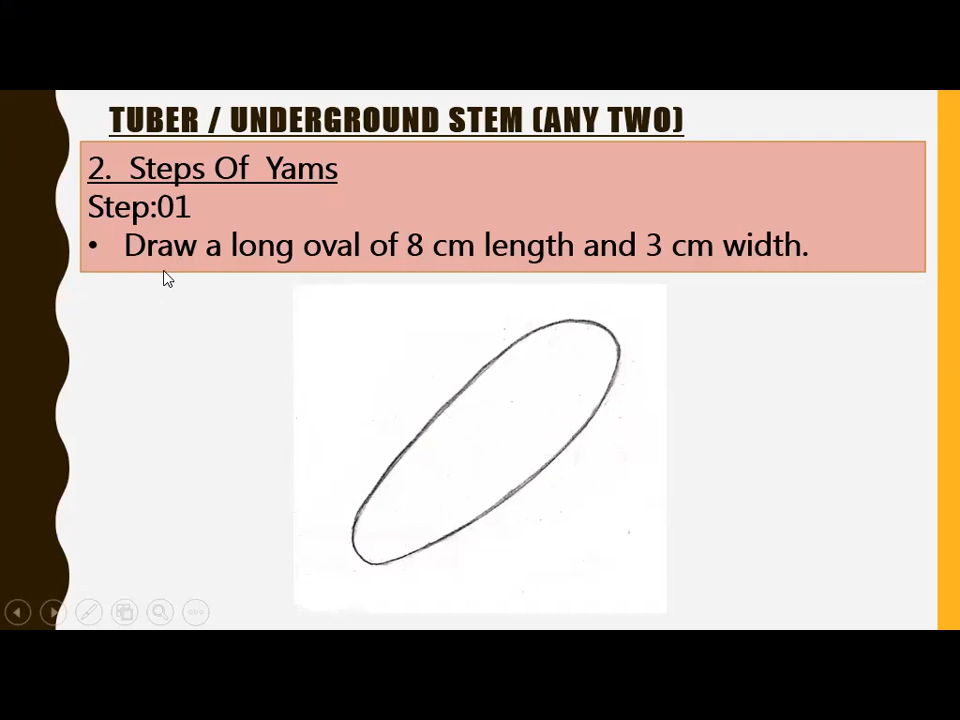 TUBER / UNDERGROUND STEM (ANY TWO)
2. Steps Of Yams
Step:01
• Draw a long oval of 8 cm length and 3 cm width.